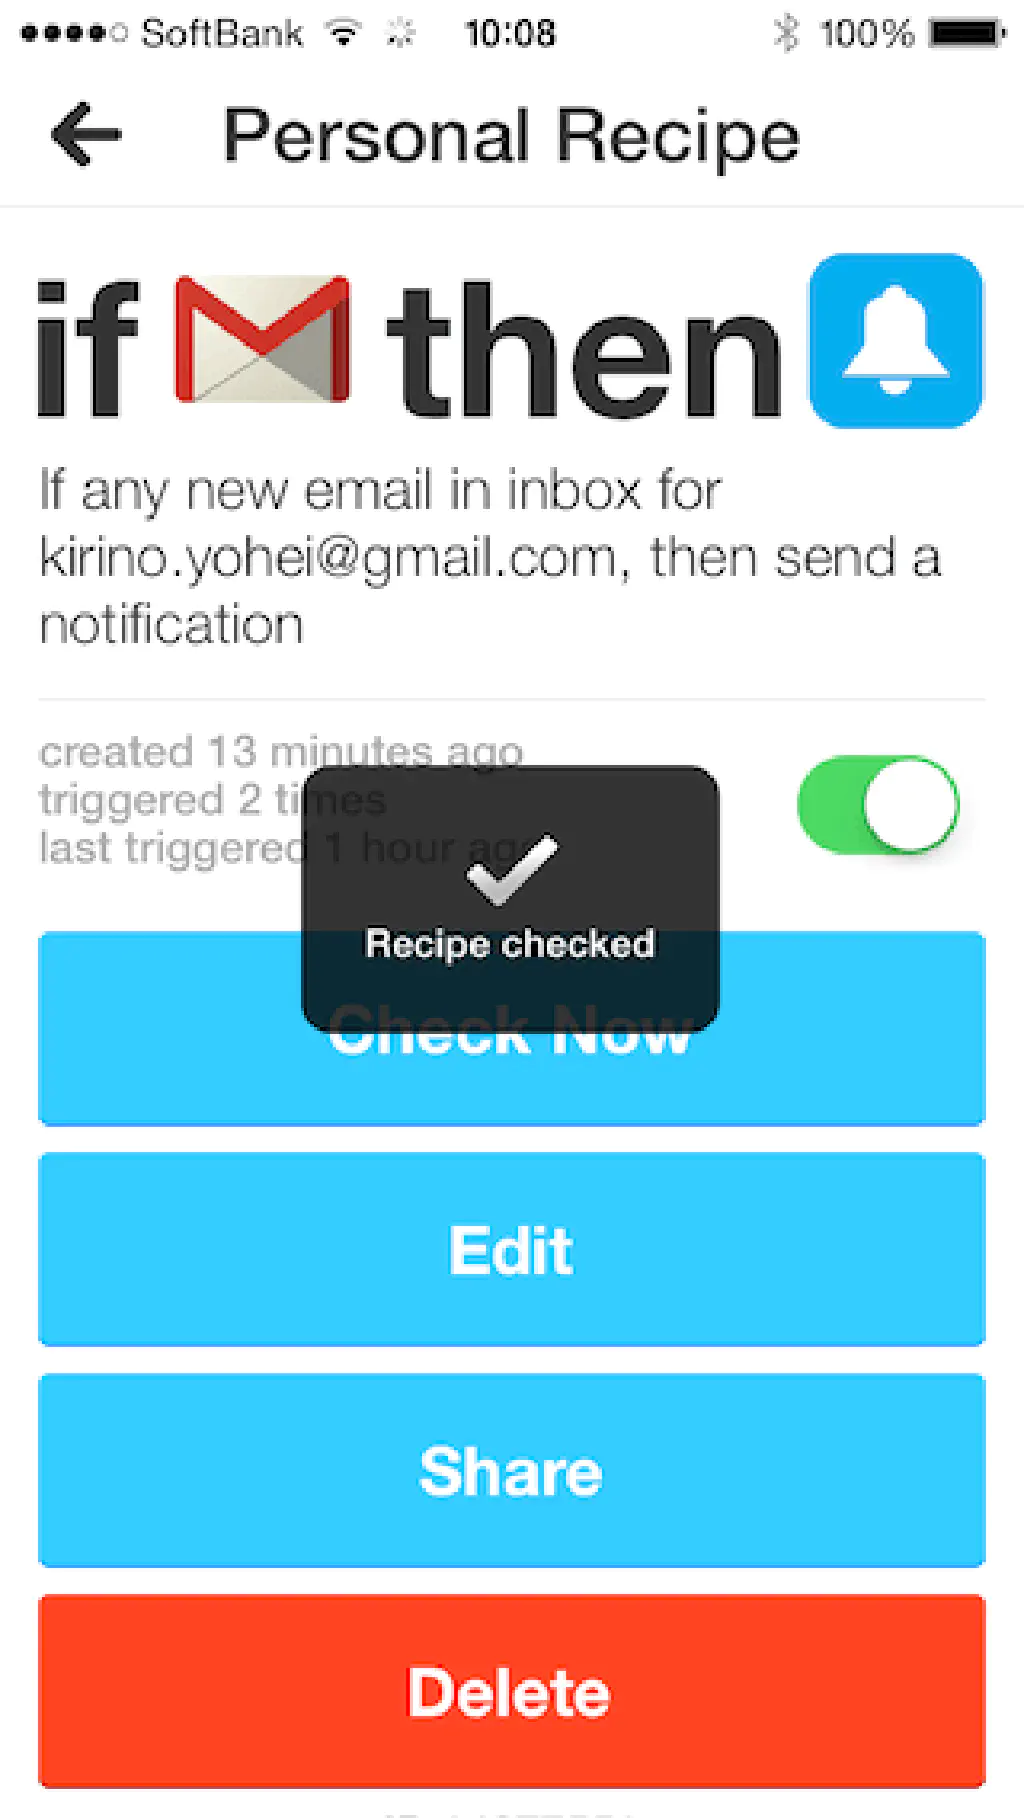 SoftBank 10:08 100%
Personal Recipe
if then
If any new email in inbox for
kirino.yohei@gmail.com, then send a
notification
created 13 minutes ago
triggered 2 times
last triggered 1 hour ago
Recipe checked
Check Now
Edit
Share
Delete